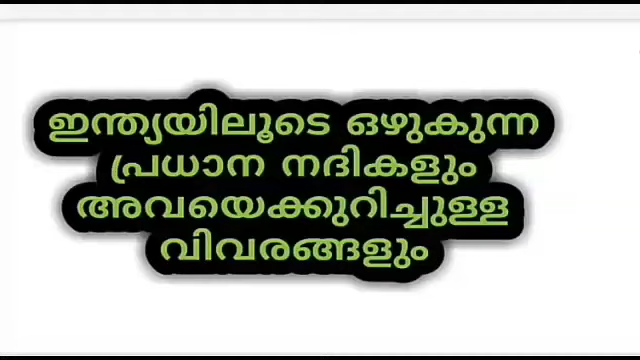 ഇന്ത്യയിലൂടെ ഒഴുകുന്ന
പ്രധാന നദികളും
അവയെക്കുറിച്ചുള്ള
വിവരങ്ങളും